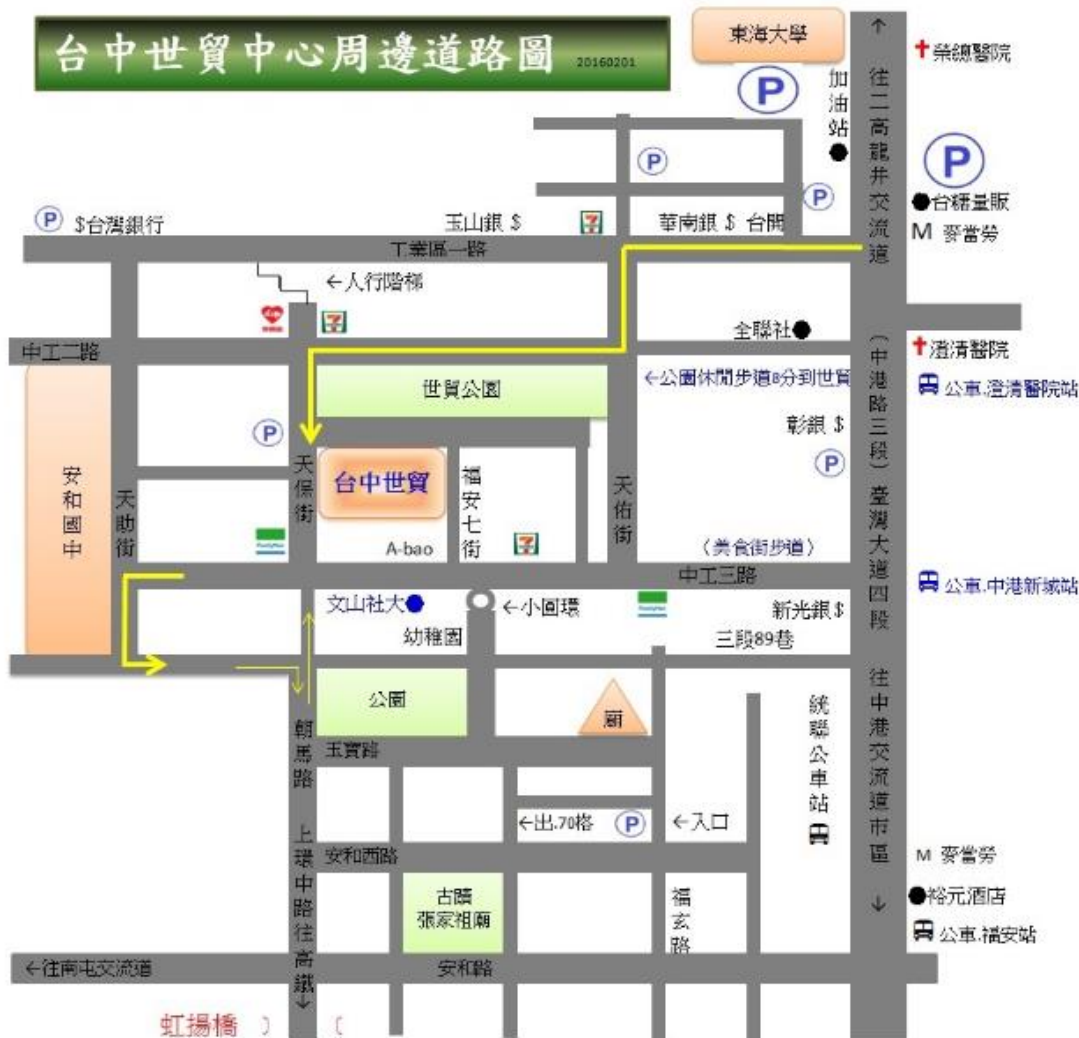 台中世貿中心周邊道路圖 20160201
東海大學
P
加油站
↑ 往二高龍井交流道
榮總醫院
P
台糖量販
M 麥當勞
P
P
P
$台灣銀行
玉山銀 $
7
華南銀 $ 台開
工業區一路
←人行階梯
7
全聯社
中工二路
澄清醫院
公車.澄清醫院站
世貿公園
←公園休閒步道8分到世貿
彰銀 $
P
P
(中港路三段)臺灣大道四段
安和國中
天助街
天保街
台中世貿
福安七街
天佑街
A-bao
7
FamilyMart
(美食街步道)
中工三路
公車.中港新城站
文山社大
←小圓環
幼稚園
FamilyMart
新光銀$
三段89巷
公園
廟
朝馬路
玉寶路
統聯公車站
往中港交流道市區 ↓
←出.70格
P
←入口
上環中路往高鐵↓
安和西路
M 麥當勞
古蹟
張家祖廟
福玄路
裕元酒店
公車.福安站
←往南屯交流道
安和路
虹揚橋 ) (